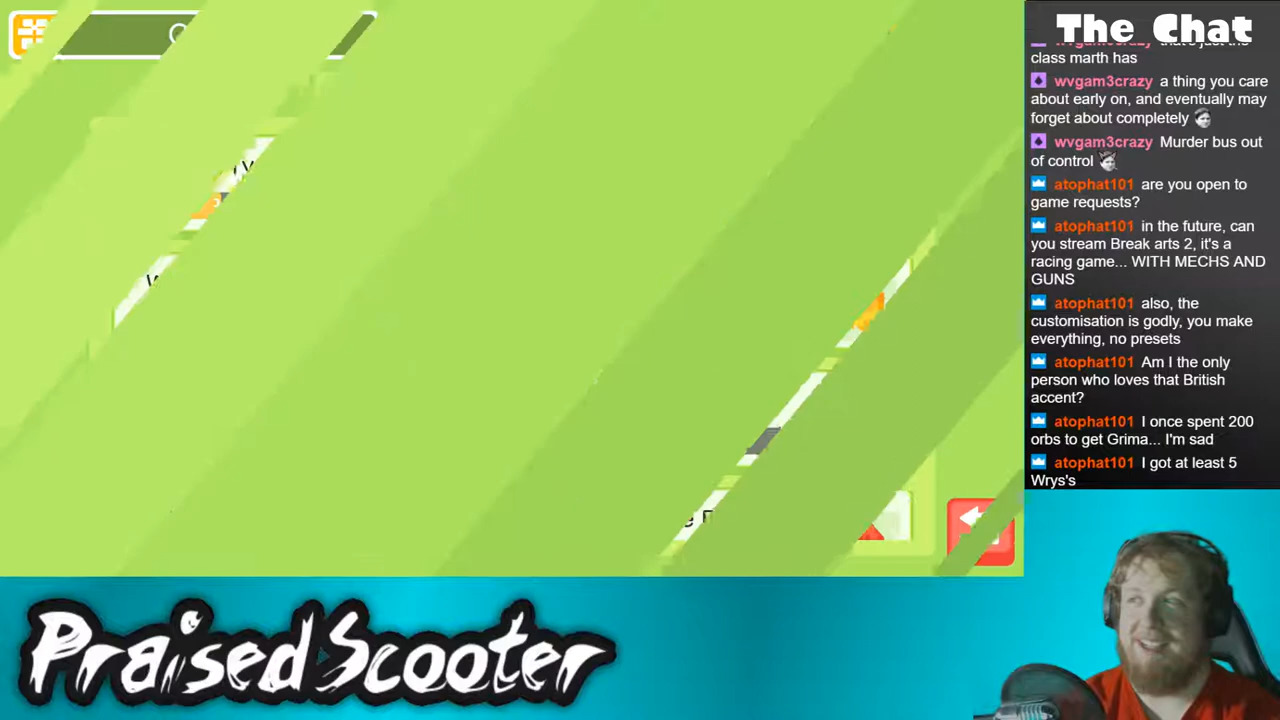 The Chat
class marth has
wvgam3crazy a thing you care
about early on, and eventually may
forget about completely
wvgam3crazy Murder bus out
of control
atophat101 are you open to
game requests?
atophat101 in the future, can
you stream Break arts 2, it's a
racing game... WITH MECHS AND
GUNS
atophat101 also, the
customisation is godly, you make
everything, no presets
atophat101 Am I the only
person who loves that British
accent?
atophat101 I once spent 200
orbs to get Grima... I'm sad
atophat101 I got at least 5
Wrys's
PraisedScooter